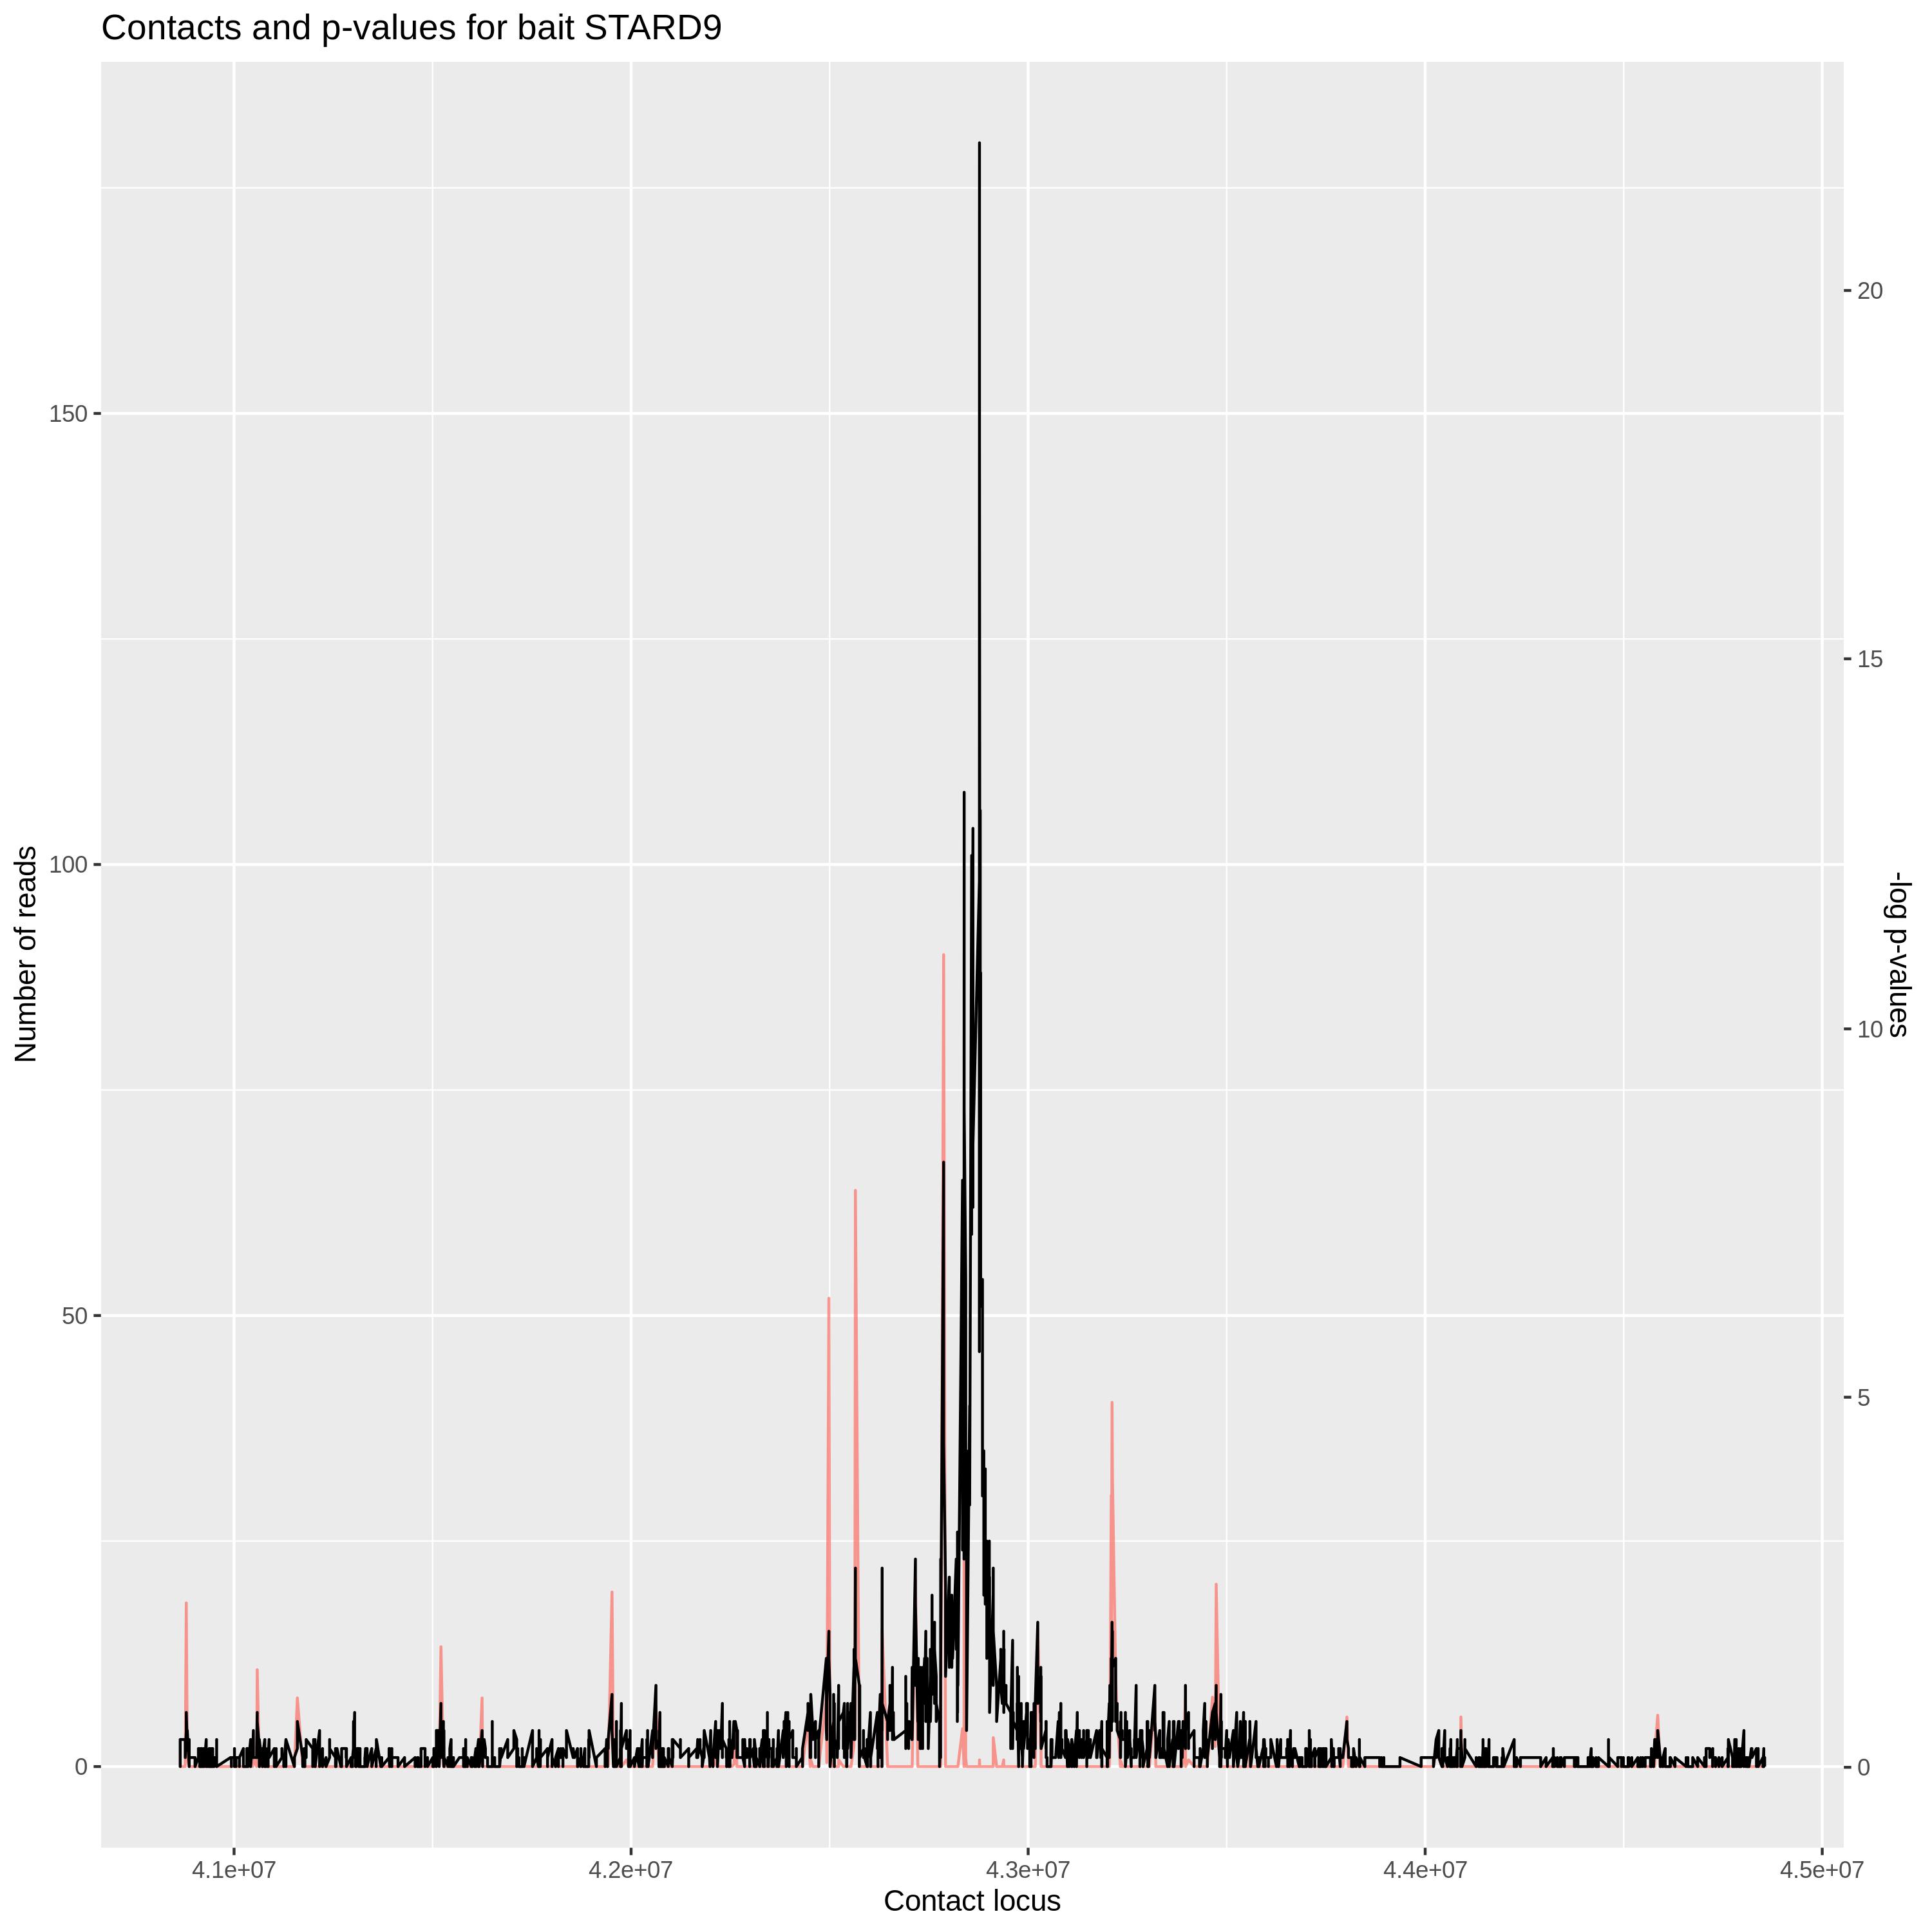 Contacts and p-values for bait STARD9
Number of reads
150
100
50
0
20
15
10
5
0
-log p-values
4.1e+07 4.2e+07 4.3e+07 4.4e+07 4.5e+07
Contact locus